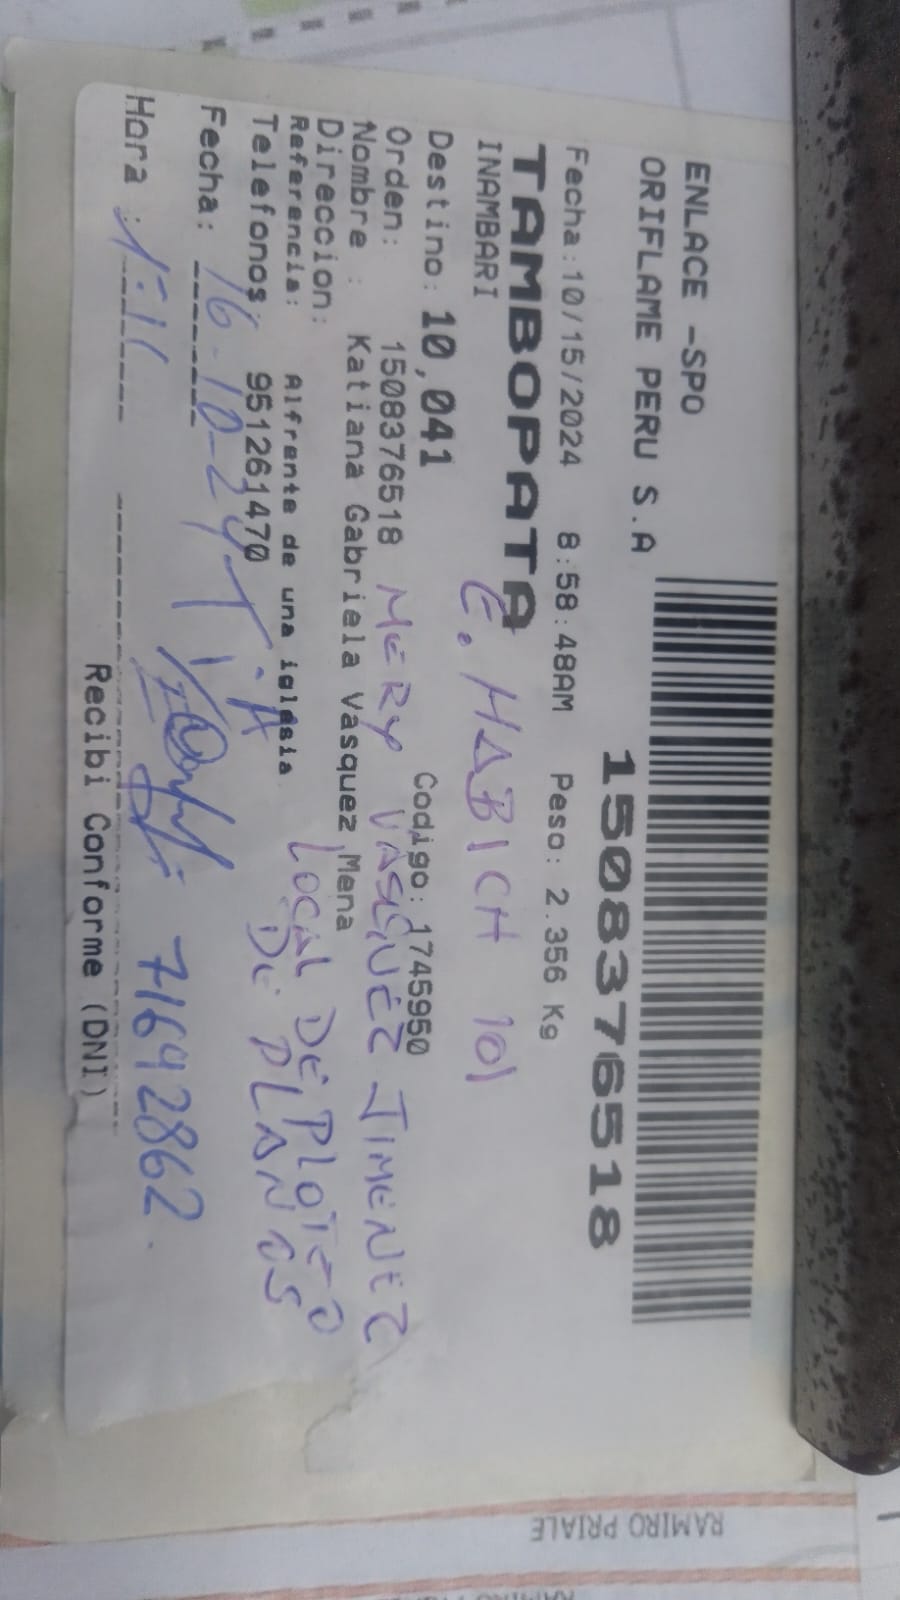 ENLACE -SPO
ORIFLAME PERU S.A
1508376518
Fecha:10/15/2024 8:58:48AM Peso: 2.356 Kg
TAMBOPATA
INAMBARI
E. HABICH 101
Destino: 10,041 Codigo: 1745950
Orden: 1508376518 MERY VASQUEZ JIMENEZ
Nombre : Katiana Gabriela Vasquez Mena
Direccion:
Referencia: Alfrente de una iglesia
LOCAL DE PLOTEO
DE PLANOS
Telefonos: 951261470
Fecha: 16-10-24
Hora :
71692862.
Recibi Conforme (DNI)
RAMIRO PRIALE